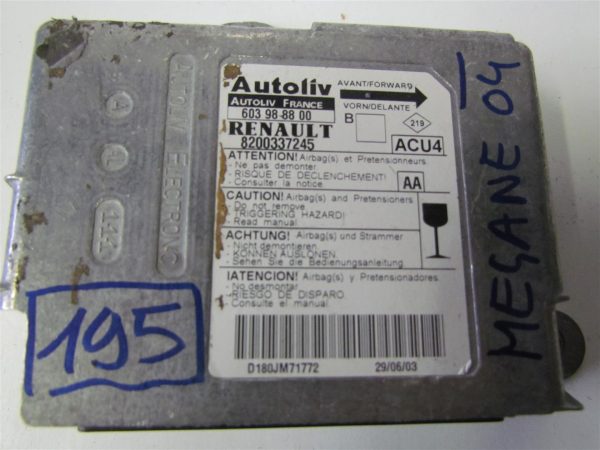 Autoliv
AVANT/FORWARD
AUTOLIV FRANCE
VORN/DELANTE
603 98 88 00
B
219
RENAULT
8200337245
ACU4
ATTENTION! Airbag(s) et Pretensionneurs
- Ne pas demonter
- RISQUE DE DECLENCHEMENT!
- Consulter la notice
AA
CAUTION! Airbag(s) and Pretensioners
- Do not remove
- TRIGGERING HAZARD!
- Read manual
ACHTUNG! Airbag(s) und Strammer
- Nicht demontieren
- KONNEN AUSLONEN
- Sehen Sie die Bedienungsanleitung
IATENCION! Airbag(s) y Pretensionadores
- No desmontar
- RIESGO DE DISPARO
- Consulte el manual
D180JM71772
29/06/03
AUTOLIV ELECTRONIC
A
1442
195
MEGANE 04